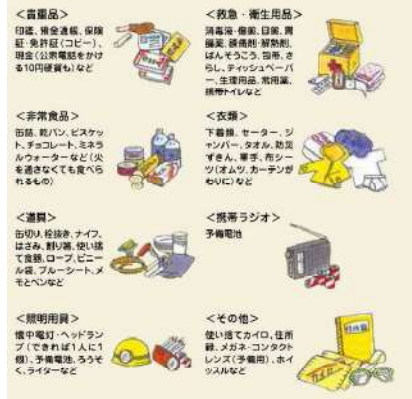 ＜貴重品＞
印鑑、預金通帳、保険
証・免許証（コピー）、
現金（公衆電話をかけ
る10円硬貨も）など
＜救急・衛生用品＞
消毒液・傷薬、目薬、胃
腸薬、鎮痛剤・解熱剤、
ばんそうこう、包帯、さ
らし、ティッシュペーパ
ー、生理用品、常用薬、
携帯トイレなど
＜非常食品＞
缶詰、乾パン、ビスケッ
ト、チョコレート、ミネラ
ルウォーターなど（火
を通さなくても食べら
れるもの）
＜衣類＞
下着類、セーター、ジ
ャンパー、タオル、防災
ずきん、軍手、布シー
ツ（オムツ、カーテンが
わりに）など
＜道具＞
缶切り、栓抜き、ナイフ、
はさみ、割り箸、使い捨
て食器、ロープ、ビニー
ル袋、ブルーシート、メ
モとペンなど
＜携帯ラジオ＞
予備電池
＜照明用具＞
懐中電灯・ヘッドラン
プ（できれば1人に1
個）、予備電池、ろうそ
く、ライターなど
＜その他＞
使い捨てカイロ、住所
録、メガネ・コンタクト
レンズ（予備用）、ホイ
ッスルなど
住所録
カイロ